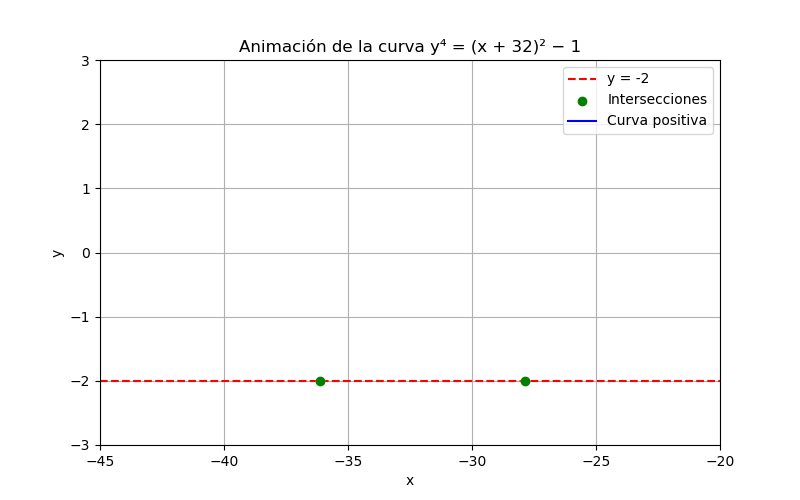 Animación de la curva y⁴ = (x + 32)² − 1
y = -2
Intersecciones
Curva positiva
3
2
1
0
−1
−2
−3
y
−45
−40
−35
−30
−25
−20
x